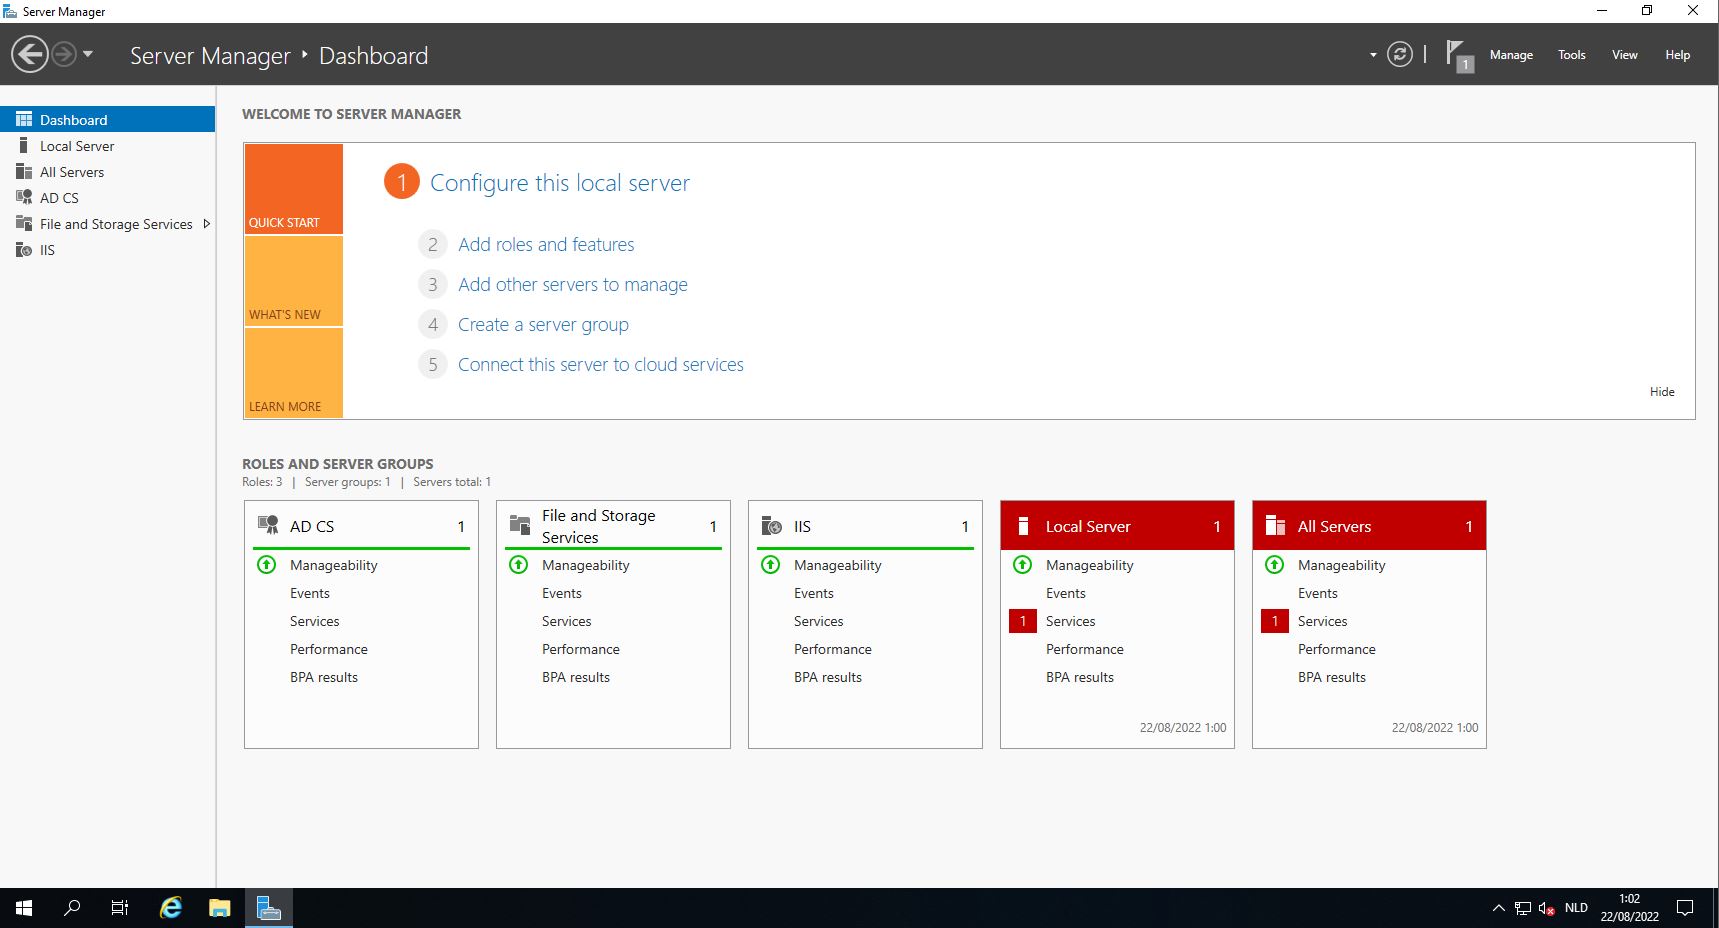 Server Manager
Server Manager ‣ Dashboard
1
Manage
Tools
View
Help
Dashboard
Local Server
All Servers
AD CS
File and Storage Services
IIS
WELCOME TO SERVER MANAGER
QUICK START
WHAT'S NEW
LEARN MORE
1 Configure this local server
2 Add roles and features
3 Add other servers to manage
4 Create a server group
5 Connect this server to cloud services
Hide
ROLES AND SERVER GROUPS
Roles: 3 | Server groups: 1 | Servers total: 1
AD CS 1
Manageability
Events
Services
Performance
BPA results
File and Storage
Services 1
Manageability
Events
Services
Performance
BPA results
IIS 1
Manageability
Events
Services
Performance
BPA results
Local Server 1
Manageability
Events
1 Services
Performance
BPA results
22/08/2022 1:00
All Servers 1
Manageability
Events
1 Services
Performance
BPA results
22/08/2022 1:00
NLD
1:02
22/08/2022